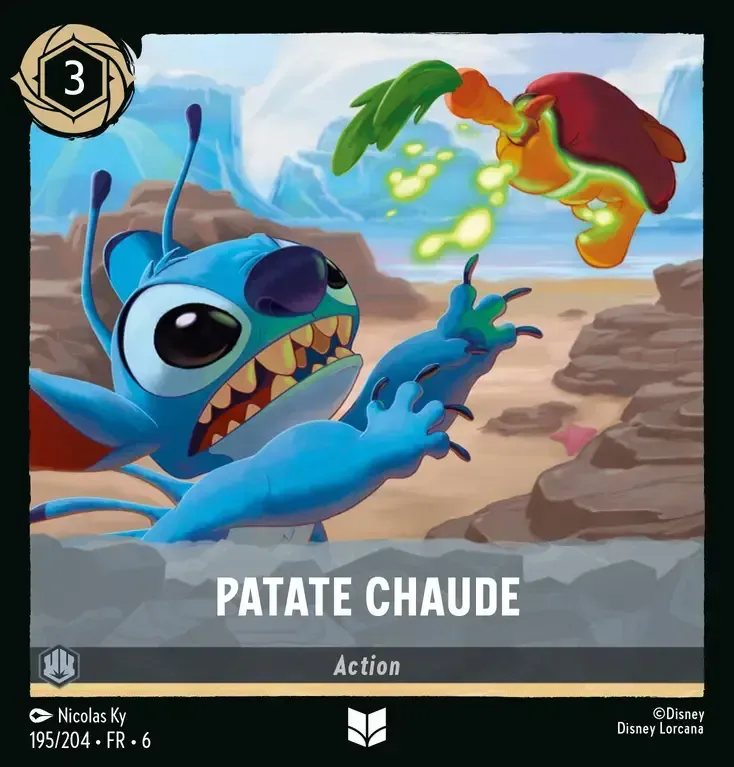 3
PATATE CHAUDE
Action
Nicolas Ky
195/204 • FR • 6
©Disney
Disney Lorcana